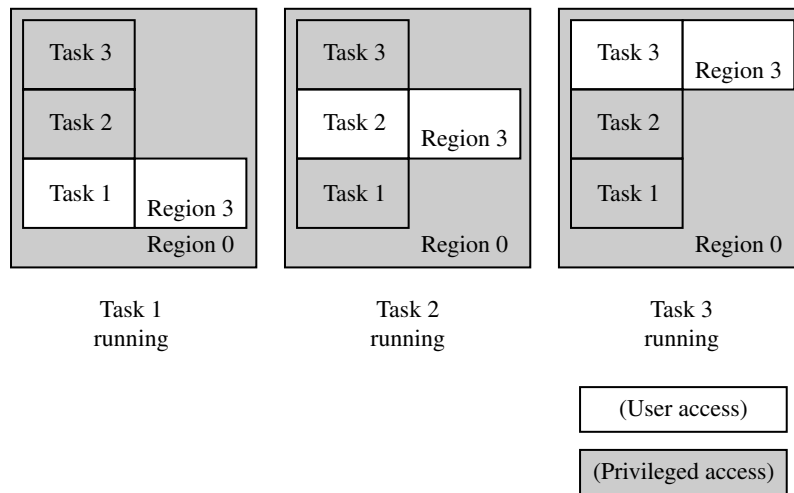 Task 3
Task 2
Task 1
Region 3
Region 0
Task 1
running
Task 3
Task 2
Region 3
Task 1
Region 0
Task 2
running
Task 3
Region 3
Task 2
Task 1
Region 0
Task 3
running
(User access)
(Privileged access)